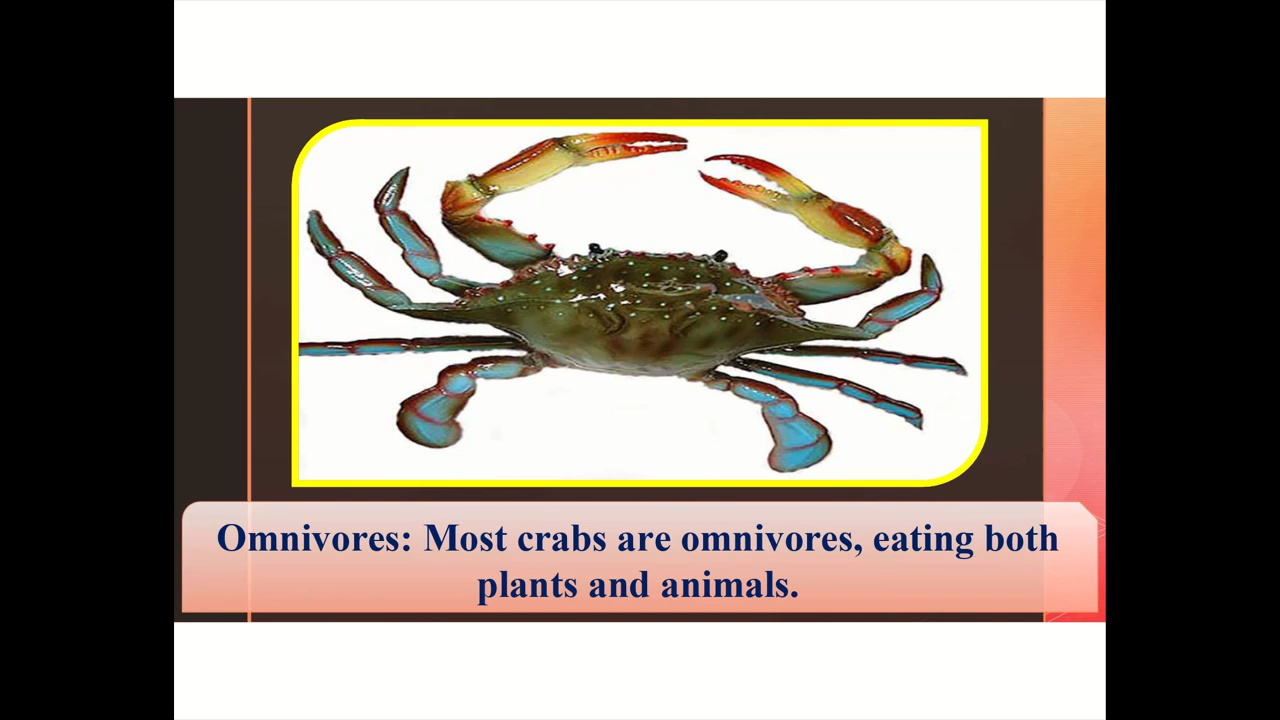 Omnivores: Most crabs are omnivores, eating both
plants and animals.